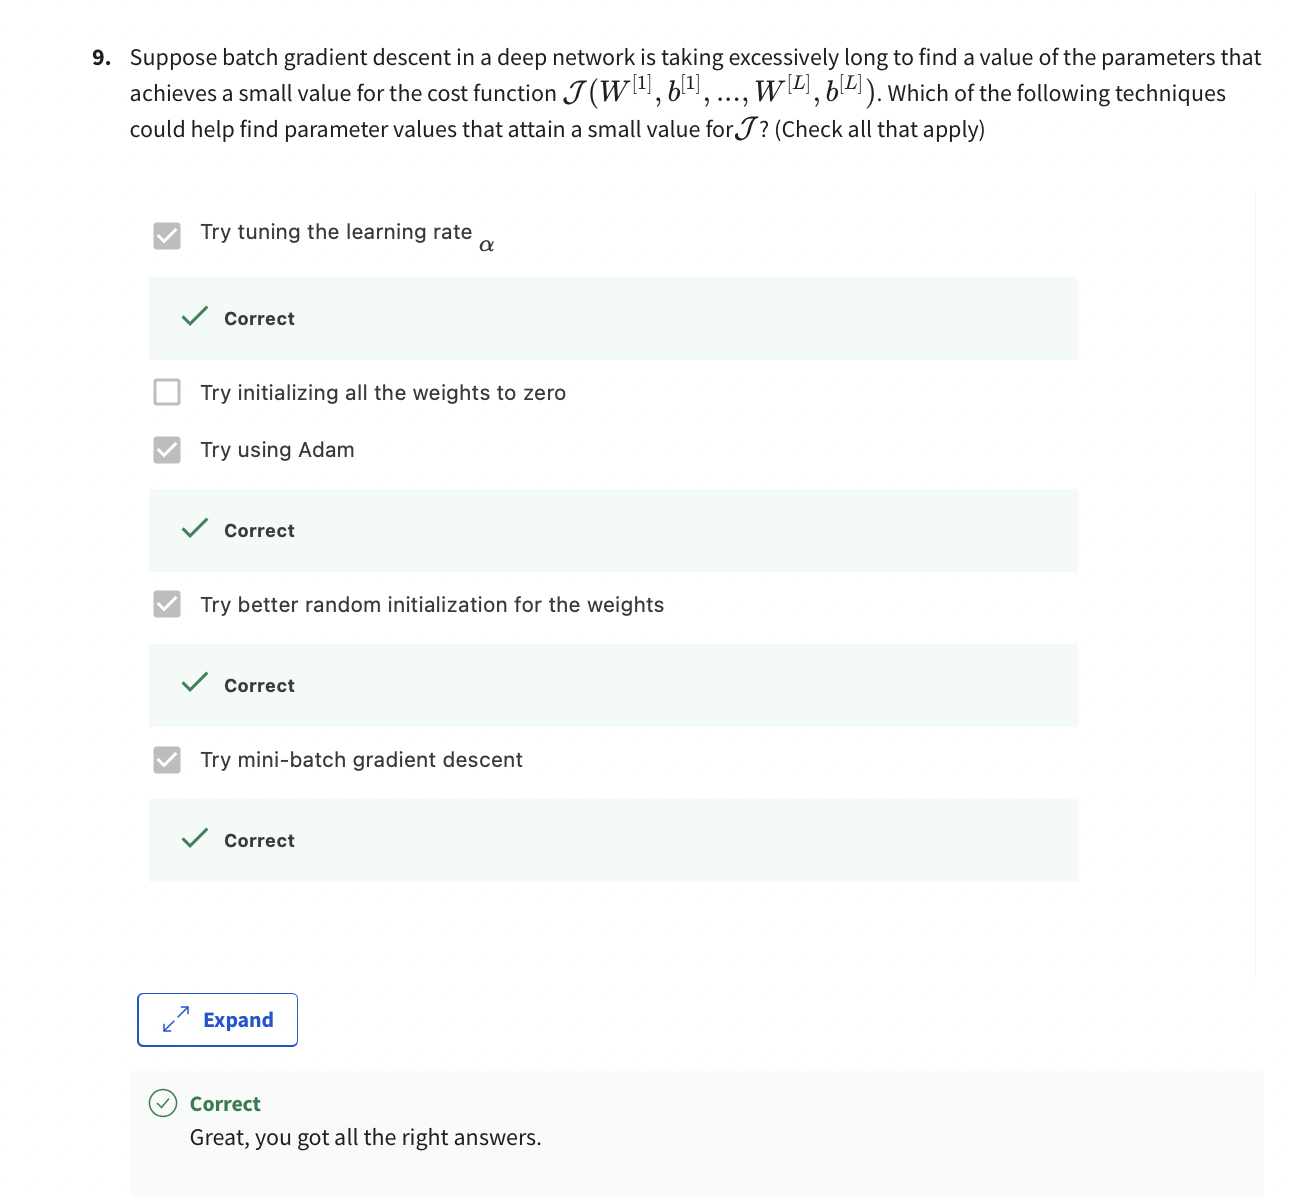 9. Suppose batch gradient descent in a deep network is taking excessively long to find a value of the parameters that
achieves a small value for the cost function 𝒥(W^[1], b^[1], ..., W^[L], b^[L]). Which of the following techniques
could help find parameter values that attain a small value for 𝒥? (Check all that apply)
Try tuning the learning rate α
Correct
Try initializing all the weights to zero
Try using Adam
Correct
Try better random initialization for the weights
Correct
Try mini-batch gradient descent
Correct
Expand
Correct
Great, you got all the right answers.